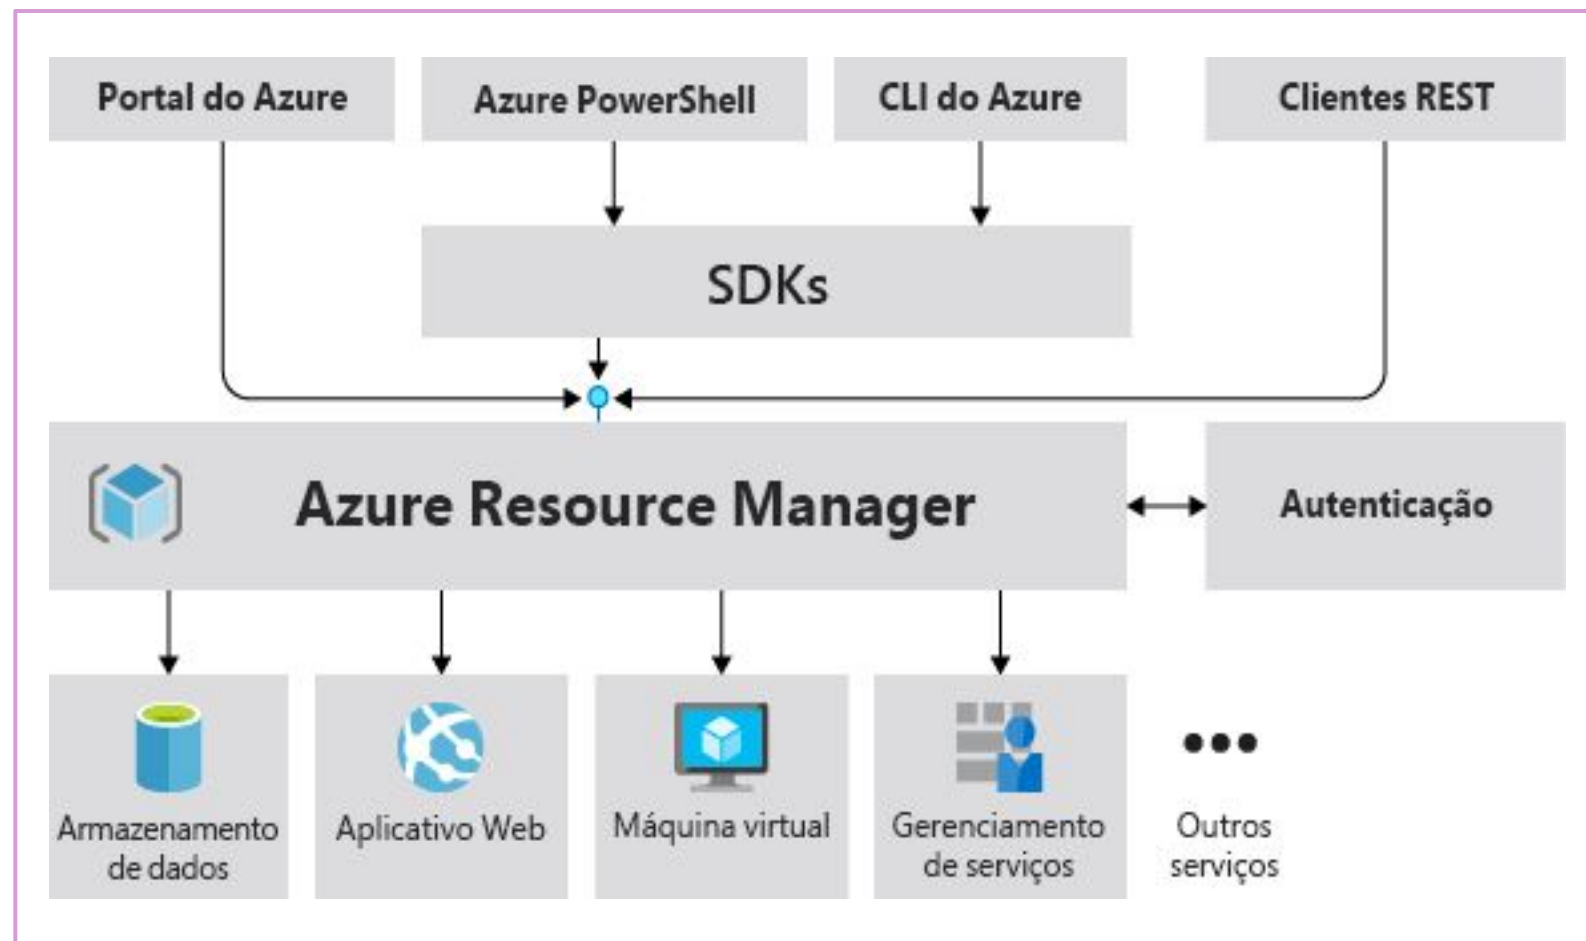 Portal do Azure
Azure PowerShell
CLI do Azure
Clientes REST
SDKs
Azure Resource Manager
Autenticação
Armazenamento
de dados
Aplicativo Web
Máquina virtual
Gerenciamento
de serviços
Outros
serviços